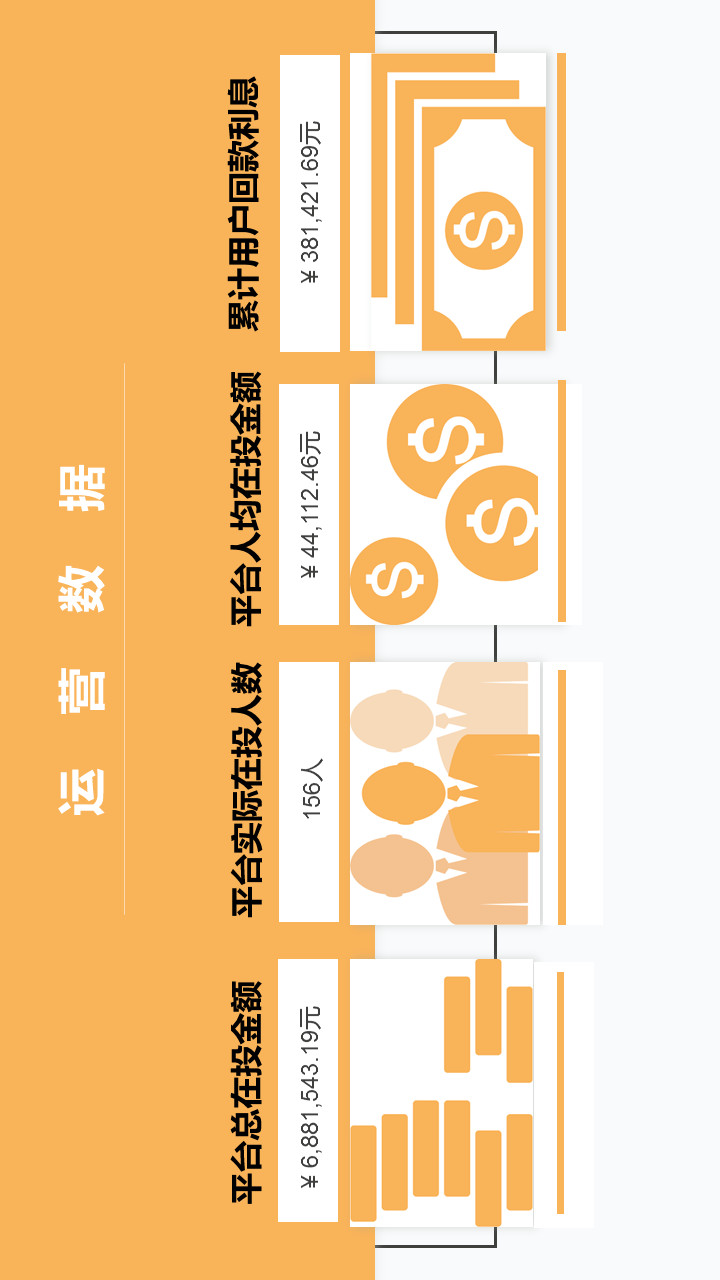 运营数据
平台总在投金额
¥ 6,881,543.19元
平台实际在投人数
156人
平台人均在投金额
¥ 44,112.46元
累计用户回款利息
¥ 381,421.69元